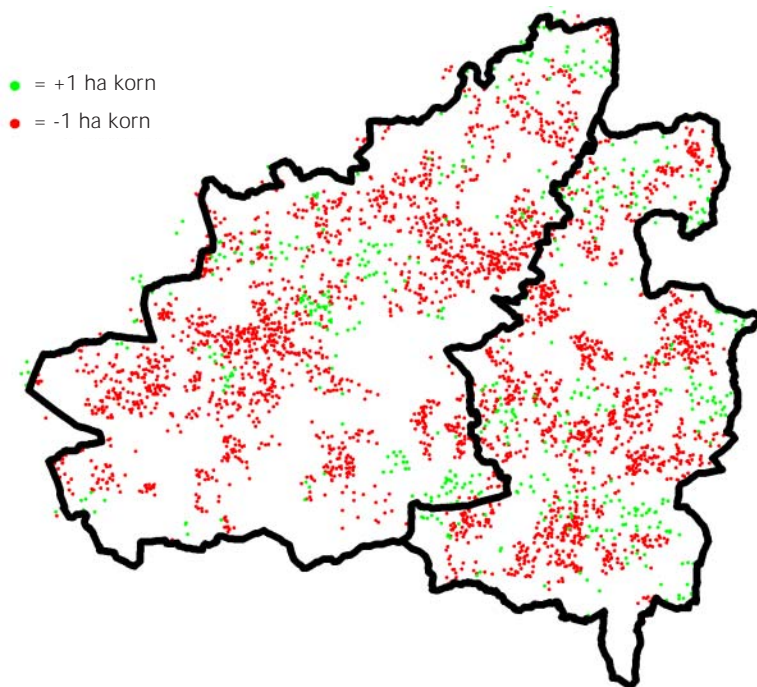 = +1 ha korn
= -1 ha korn